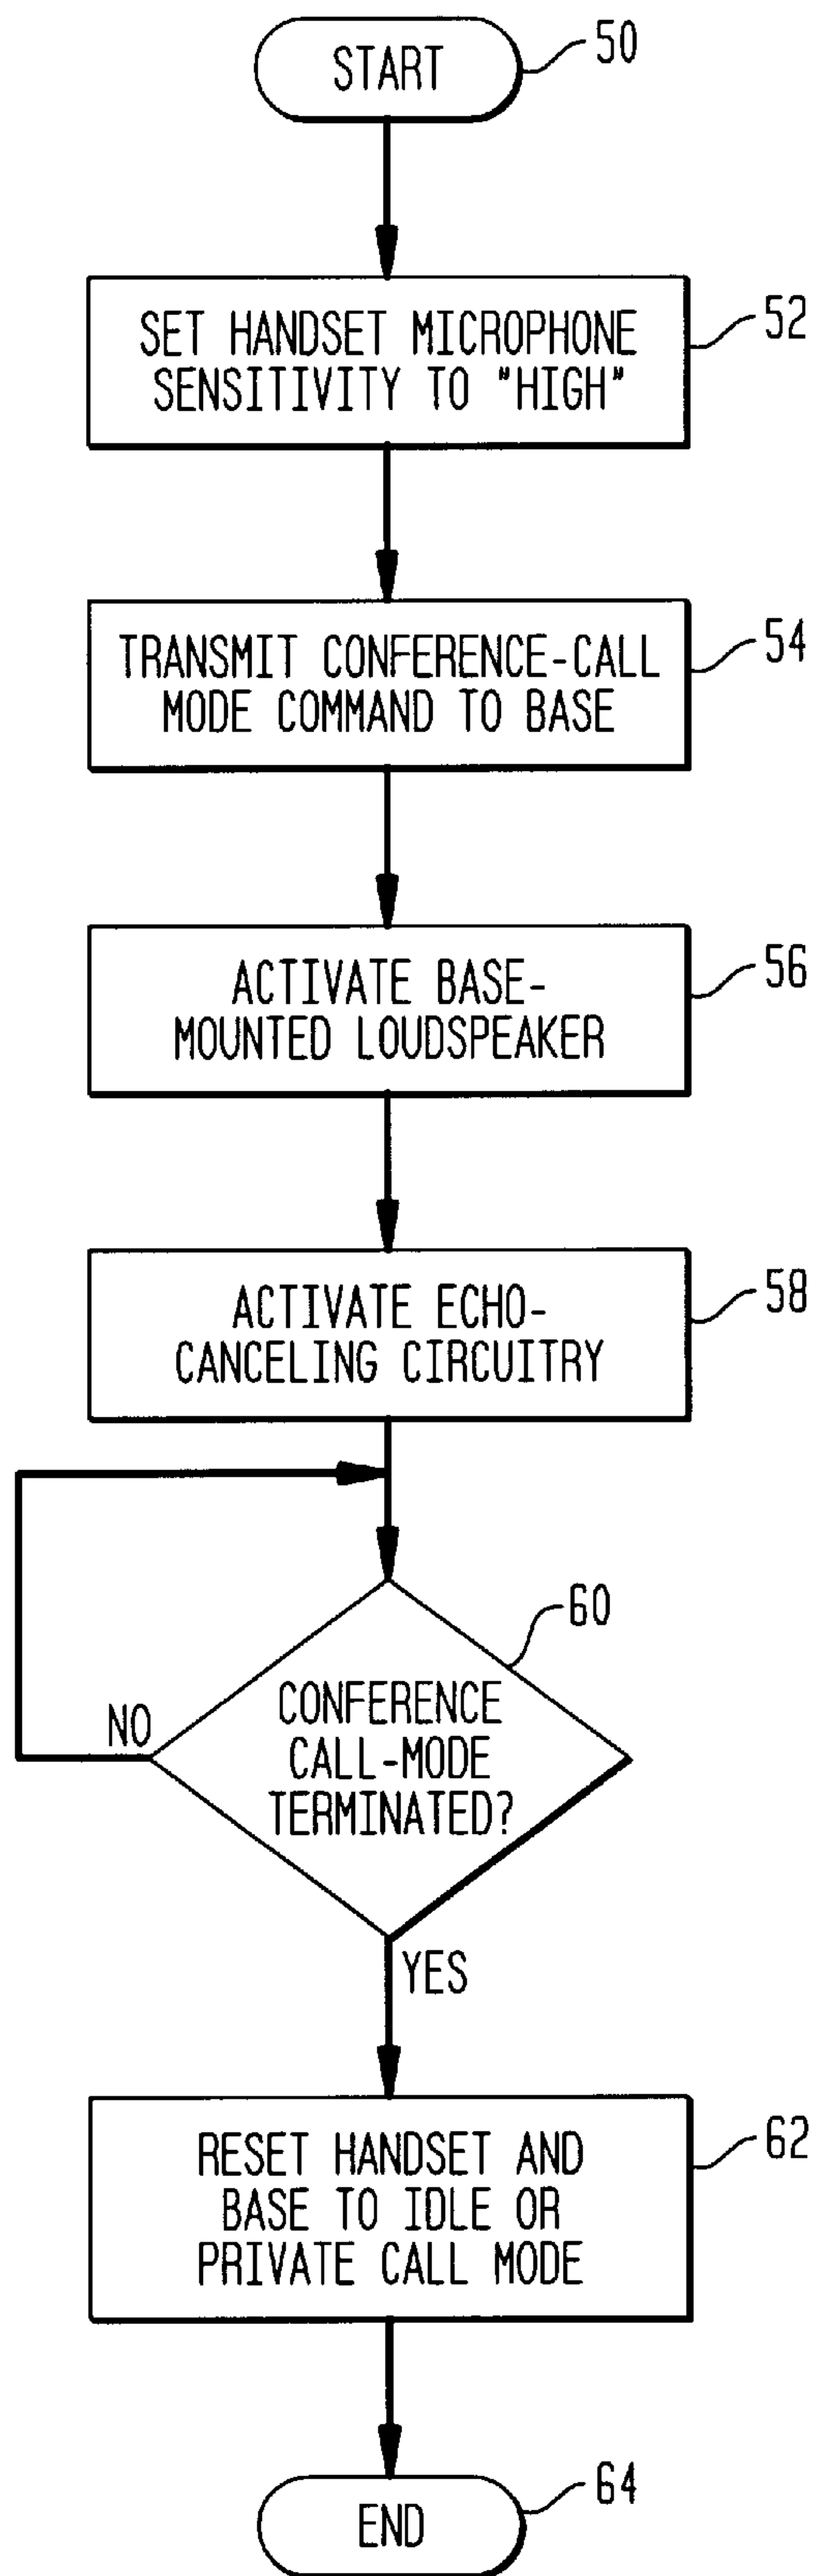 START
50
SET HANDSET MICROPHONE
SENSITIVITY TO "HIGH"
52
TRANSMIT CONFERENCE-CALL
MODE COMMAND TO BASE
54
ACTIVATE BASE-
MOUNTED LOUDSPEAKER
56
ACTIVATE ECHO-
CANCELING CIRCUITRY
58
60
CONFERENCE
CALL-MODE
TERMINATED?
NO
YES
RESET HANDSET AND
BASE TO IDLE OR
PRIVATE CALL MODE
62
END
64